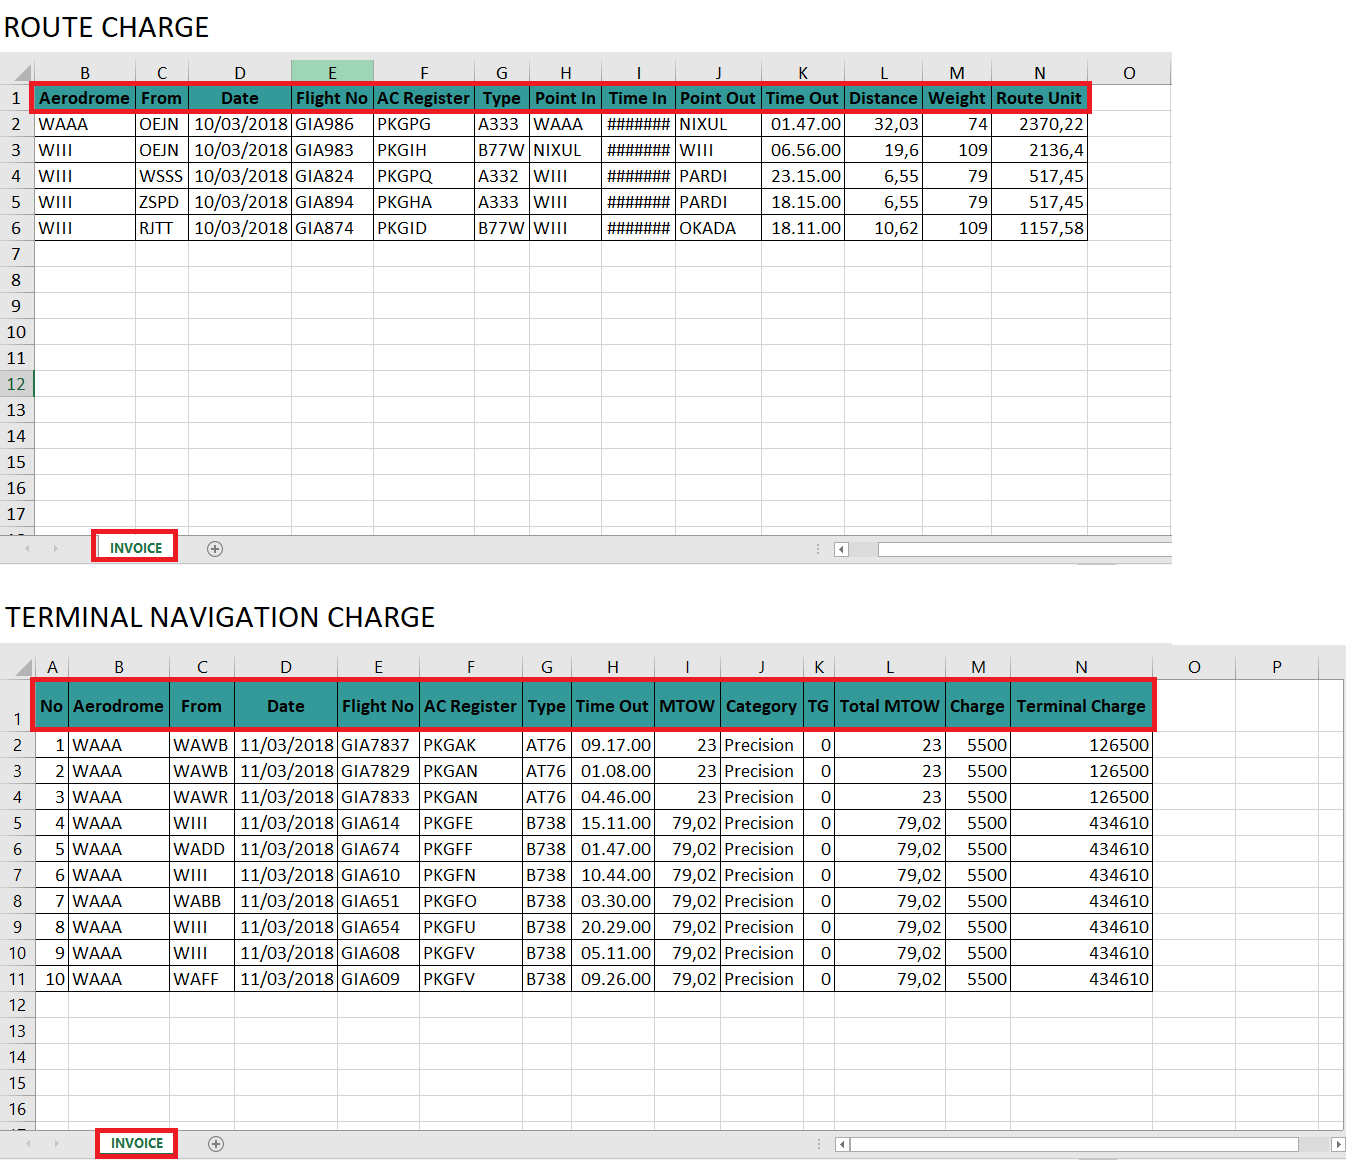 ROUTE CHARGE
B C D E F G H I J K L M N O
1 Aerodrome From Date Flight No AC Register Type Point In Time In Point Out Time Out Distance Weight Route Unit
2 WAAA OEJN 10/03/2018 GIA986 PKGPG A333 WAAA ####### NIXUL 01.47.00 32,03 74 2370,22
3 WIII OEJN 10/03/2018 GIA983 PKGIH B77W NIXUL ####### WIII 06.56.00 19,6 109 2136,4
4 WIII WSSS 10/03/2018 GIA824 PKGPQ A332 WIII ####### PARDI 23.15.00 6,55 79 517,45
5 WIII ZSPD 10/03/2018 GIA894 PKGHA A333 WIII ####### PARDI 18.15.00 6,55 79 517,45
6 WIII RJTT 10/03/2018 GIA874 PKGID B77W WIII ####### OKADA 18.11.00 10,62 109 1157,58
7
8
9
10
11
12
13
14
15
16
17
INVOICE
TERMINAL NAVIGATION CHARGE
A B C D E F G H I J K L M N O P
1 No Aerodrome From Date Flight No AC Register Type Time Out MTOW Category TG Total MTOW Charge Terminal Charge
2 1 WAAA WAWB 11/03/2018 GIA7837 PKGAK AT76 09.17.00 23 Precision 0 23 5500 126500
3 2 WAAA WAWB 11/03/2018 GIA7829 PKGAN AT76 01.08.00 23 Precision 0 23 5500 126500
4 3 WAAA WAWR 11/03/2018 GIA7833 PKGAN AT76 04.46.00 23 Precision 0 23 5500 126500
5 4 WAAA WIII 11/03/2018 GIA614 PKGFE B738 15.11.00 79,02 Precision 0 79,02 5500 434610
6 5 WAAA WADD 11/03/2018 GIA674 PKGFF B738 01.47.00 79,02 Precision 0 79,02 5500 434610
7 6 WAAA WIII 11/03/2018 GIA610 PKGFN B738 10.44.00 79,02 Precision 0 79,02 5500 434610
8 7 WAAA WABB 11/03/2018 GIA651 PKGFO B738 03.30.00 79,02 Precision 0 79,02 5500 434610
9 8 WAAA WIII 11/03/2018 GIA654 PKGFU B738 20.29.00 79,02 Precision 0 79,02 5500 434610
10 9 WAAA WIII 11/03/2018 GIA608 PKGFV B738 05.11.00 79,02 Precision 0 79,02 5500 434610
11 10 WAAA WAFF 11/03/2018 GIA609 PKGFV B738 09.26.00 79,02 Precision 0 79,02 5500 434610
12
13
14
15
16
INVOICE